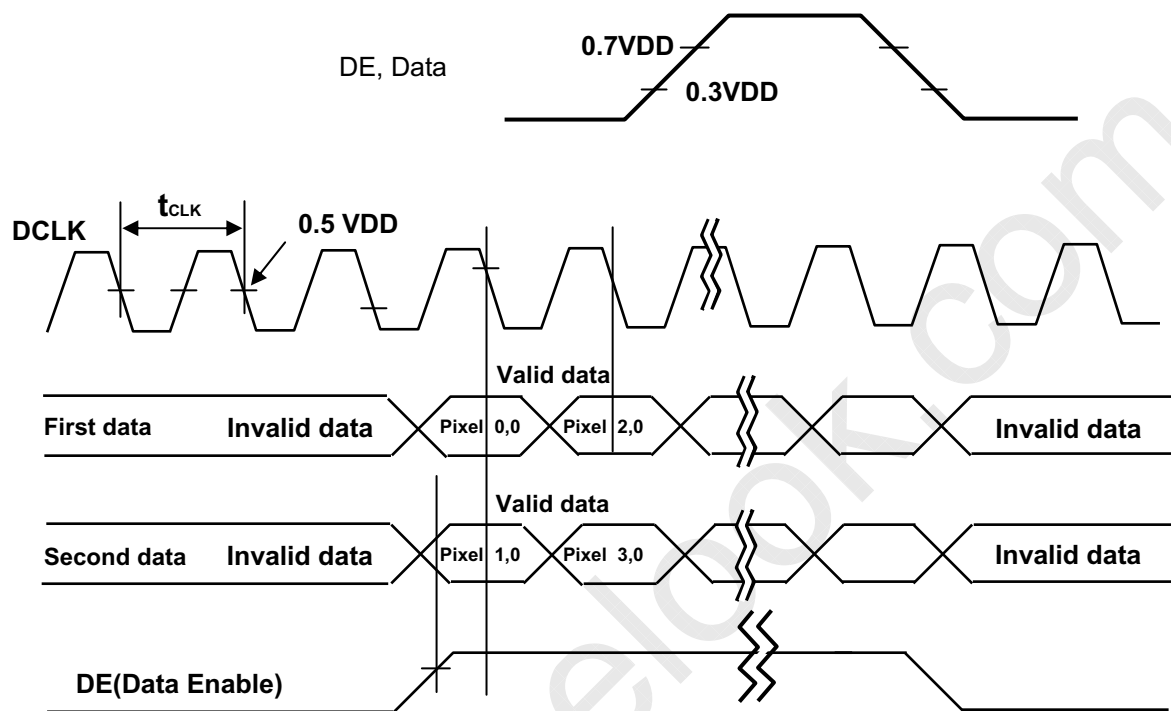 0.7VDD
DE, Data
0.3VDD
tCLK
0.5 VDD
DCLK
Valid data
First data Invalid data Pixel 0,0 Pixel 2,0 Invalid data
Valid data
Second data Invalid data Pixel 1,0 Pixel 3,0 Invalid data
DE(Data Enable)
elook.com